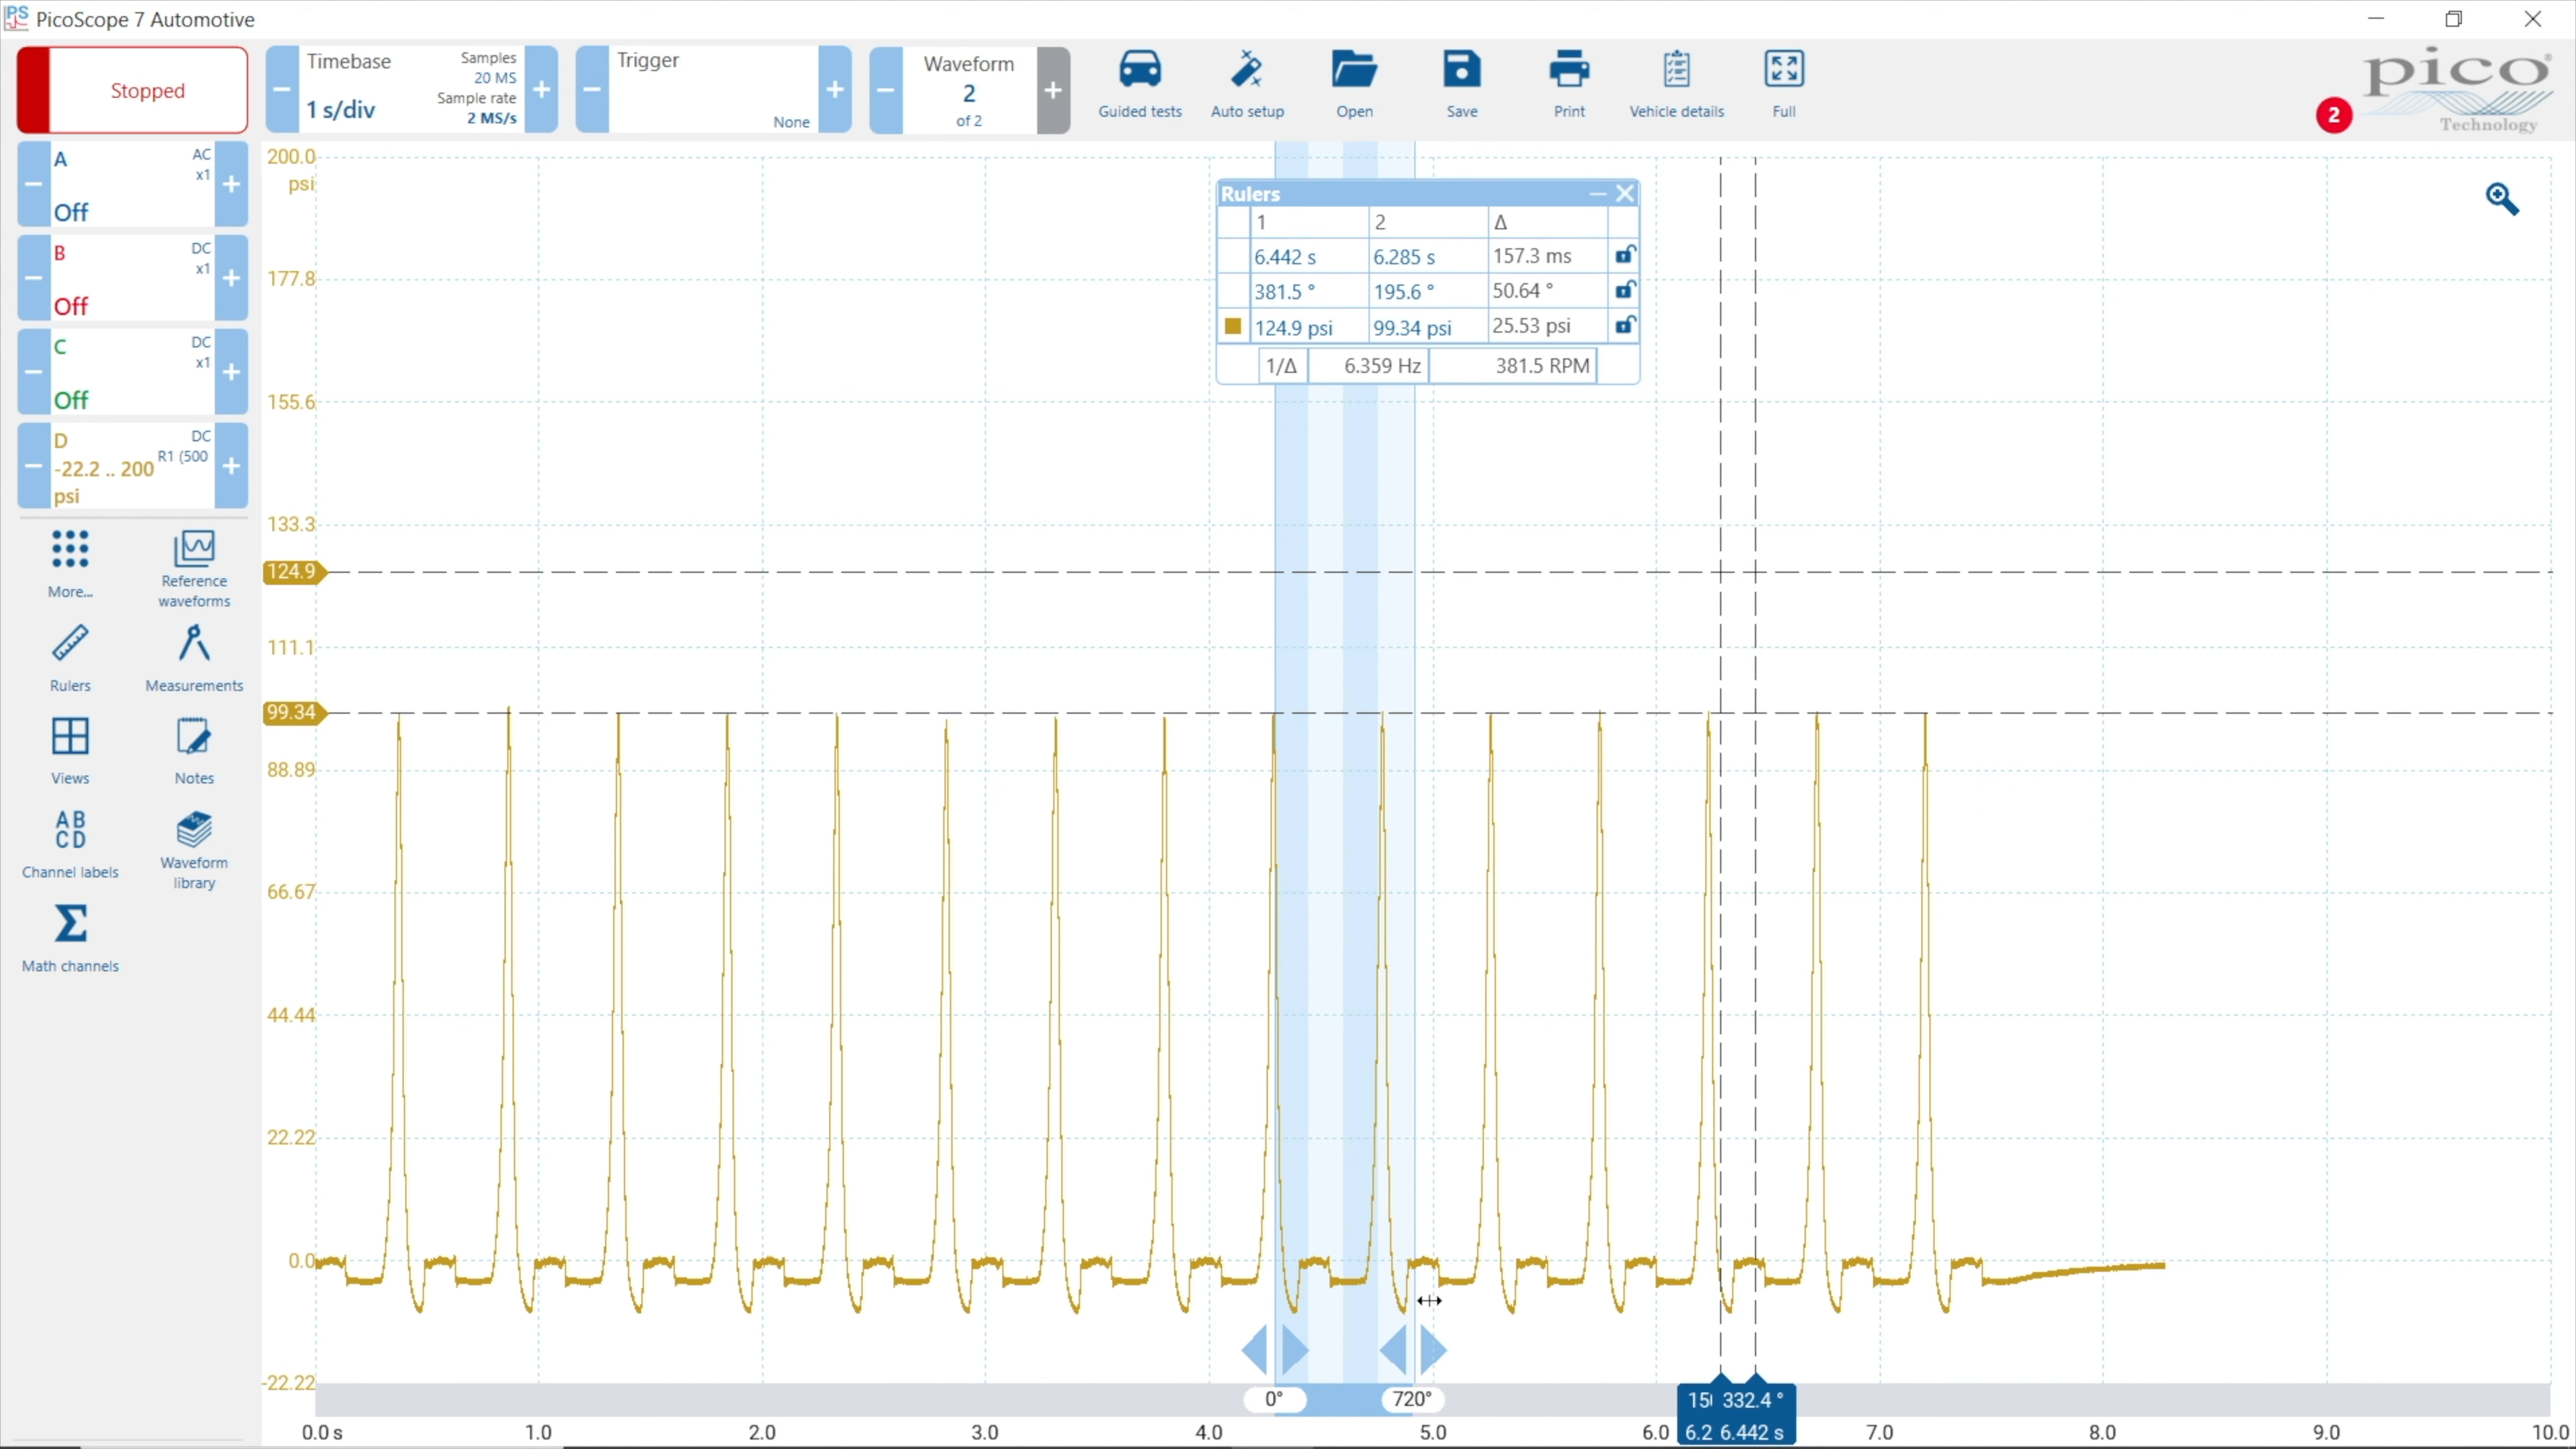 PS PicoScope 7 Automotive
Stopped
Timebase
1 s/div
Samples
20 MS
Sample rate
2 MS/s
Trigger
None
Waveform
2
of 2
Guided tests
Auto setup
Open
Save
Print
Vehicle details
Full
2
pico
Technology
A
AC
x1
Off
B
DC
x1
Off
C
DC
x1
Off
D
DC
R1 (500
-22.2 .. 200
psi
More...
Reference
waveforms
Rulers
Measurements
Views
Notes
AB
CD
Channel labels
Waveform
library
Σ
Math channels
200.0
psi
177.8
155.6
133.3
124.9
111.1
99.34
88.89
66.67
44.44
22.22
0.0
-22.22
Rulers
1 2 Δ
6.442 s 6.285 s 157.3 ms
381.5 ° 195.6 ° 50.64 °
124.9 psi 99.34 psi 25.53 psi
1/Δ 6.359 Hz 381.5 RPM
0° 720°
332.4 °
6.2 6.442 s
0.0 s 1.0 2.0 3.0 4.0 5.0 6.0 7.0 8.0 9.0 10.0